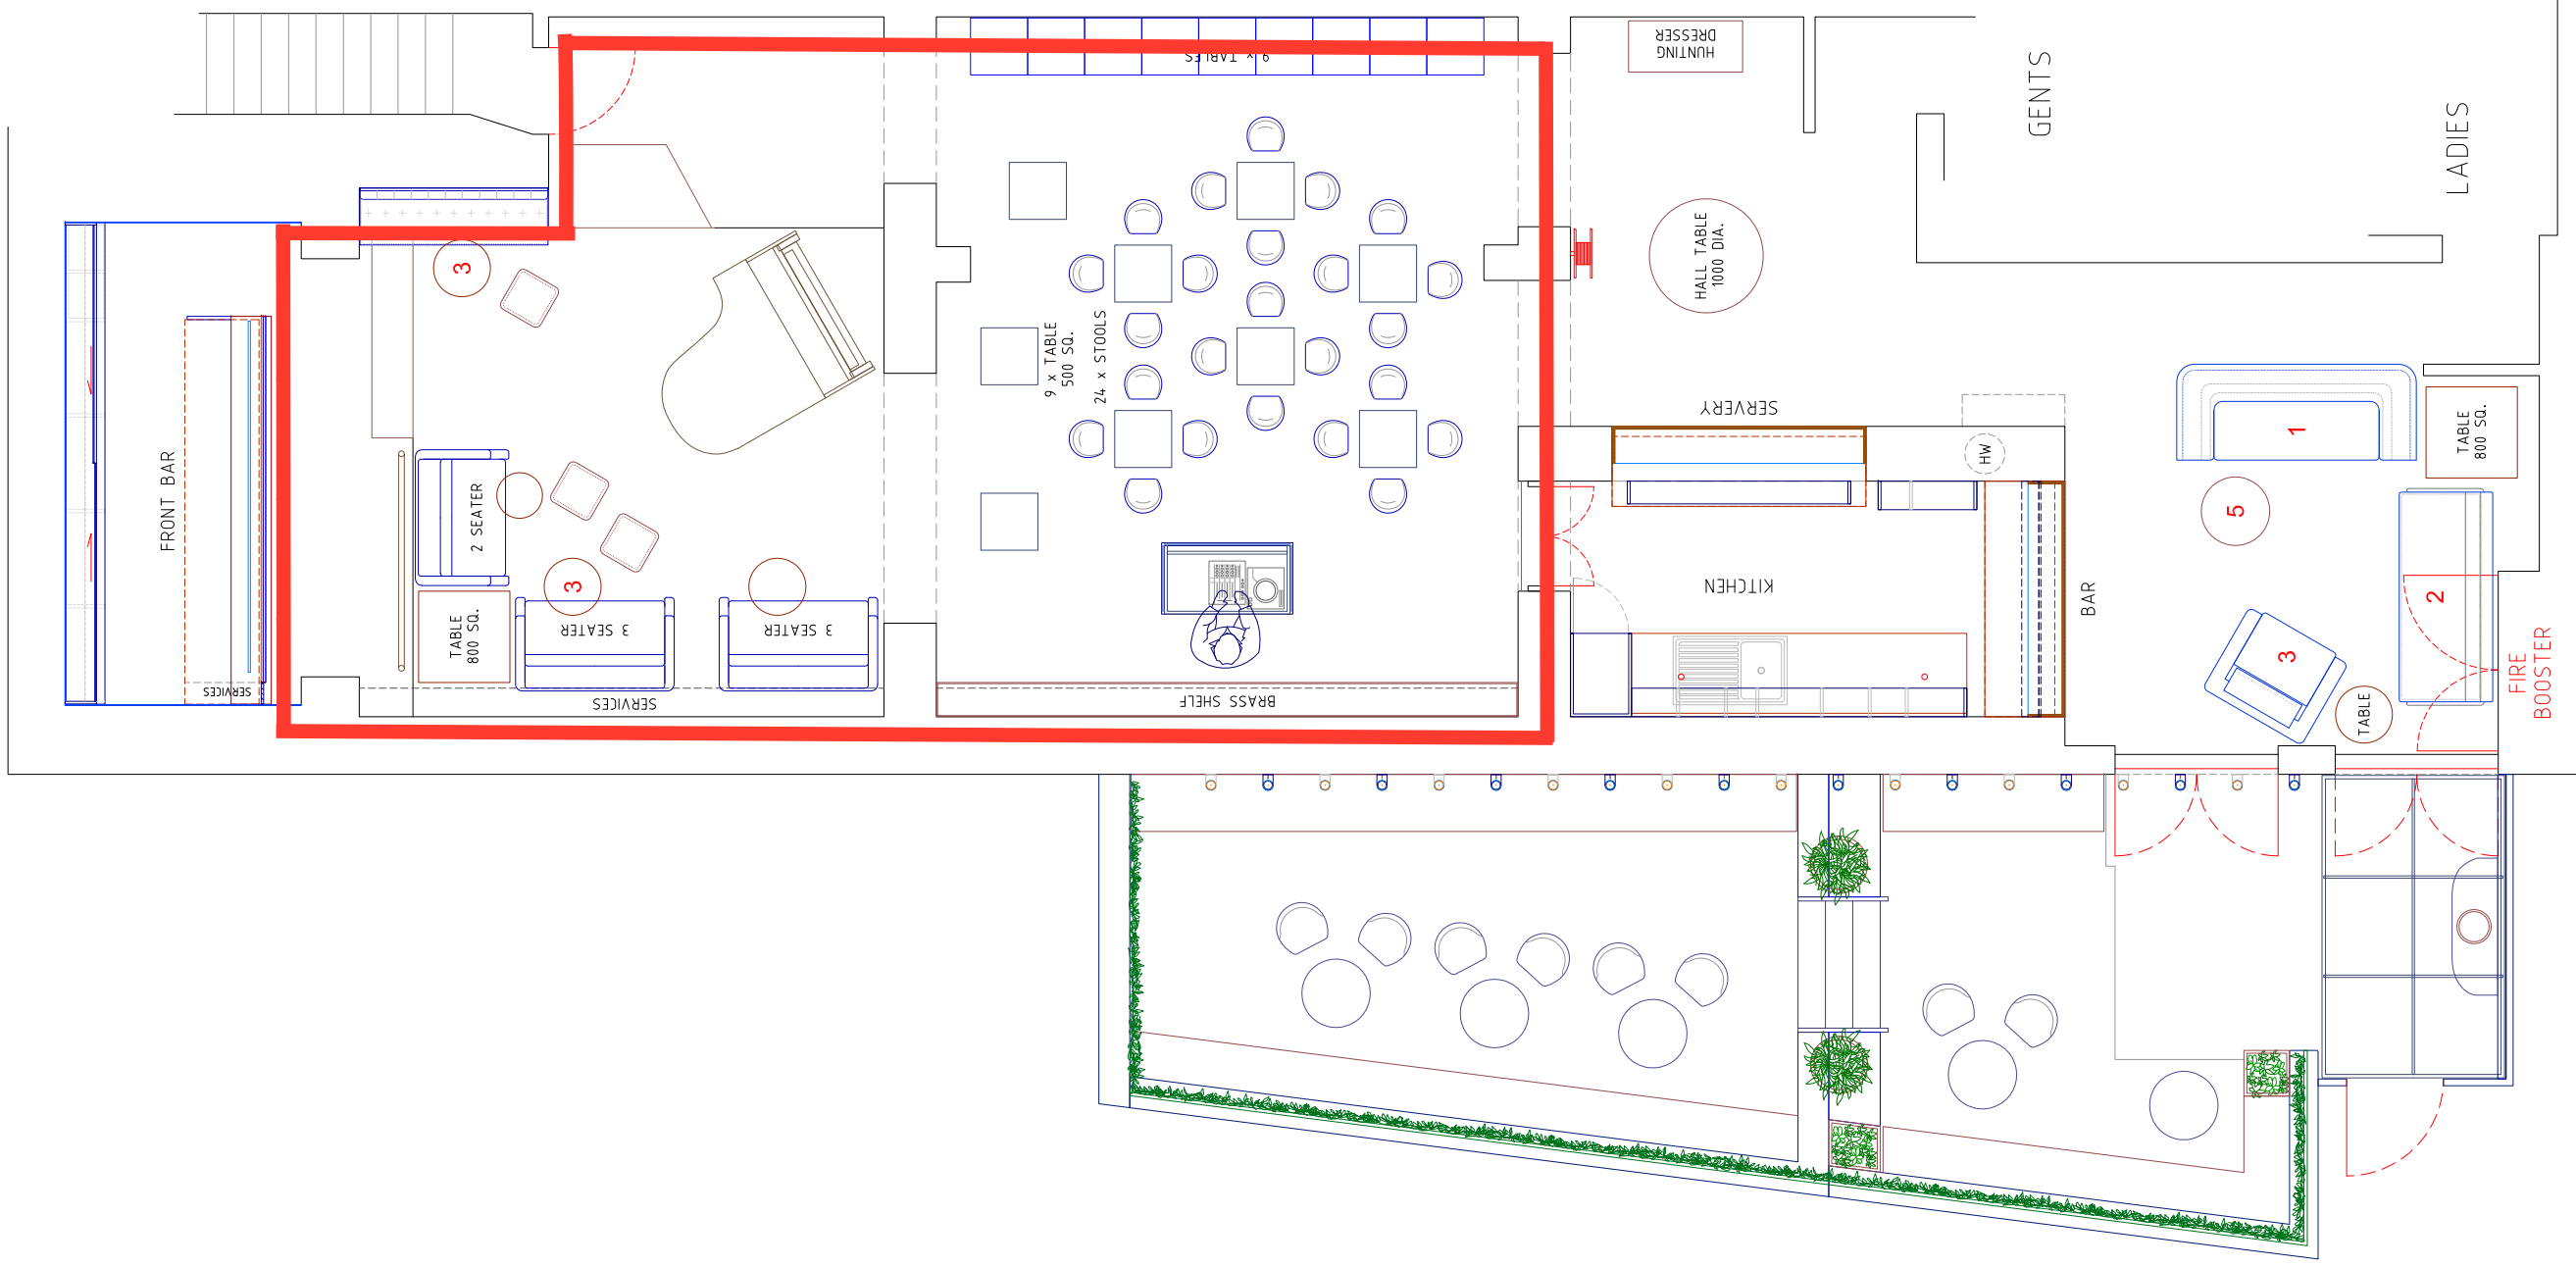 HUNTING
DRESSER
9 x TABLES
GENTS
LADIES
HALL TABLE
1000 DIA.
3
9 x TABLE
500 SQ.
24 x STOOLS
SERVERY
FRONT BAR
2 SEATER
HW
1
TABLE
800 SQ.
5
3
KITCHEN
BAR
2
TABLE
800 SQ.
3 SEATER
3 SEATER
3
FIRE
BOOSTER
SERVICES
SERVICES
BRASS SHELF
TABLE